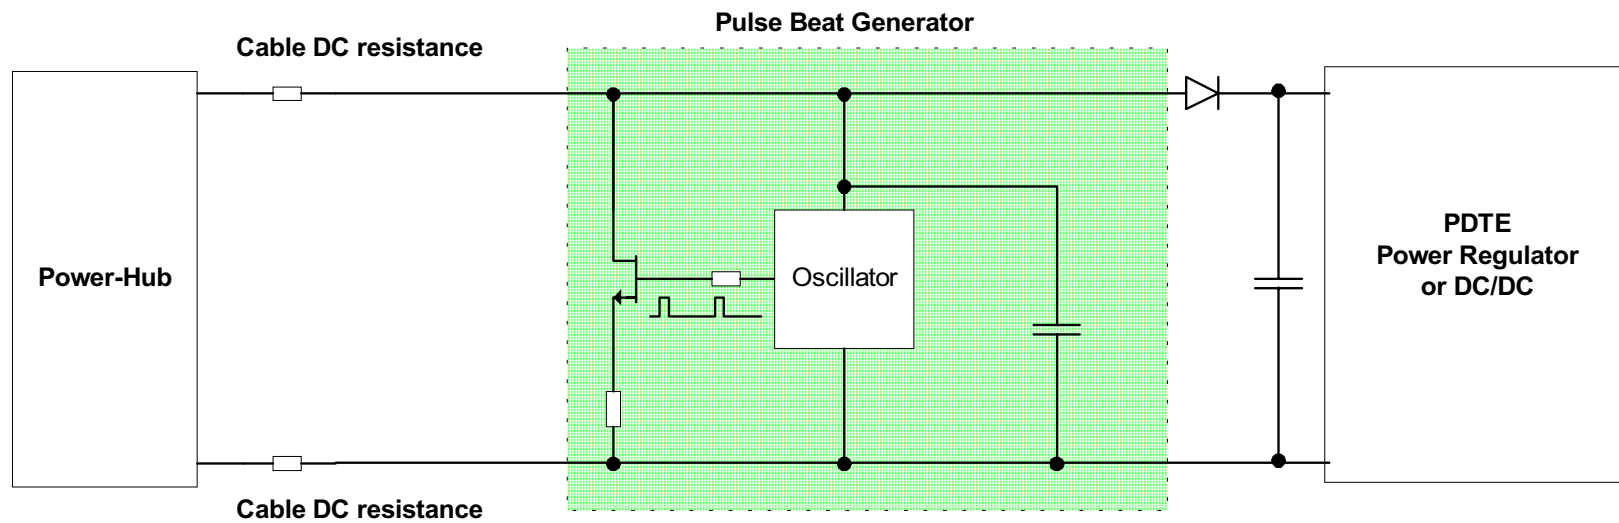 Pulse Beat Generator
Cable DC resistance
Power-Hub
Oscillator
PDTE
Power Regulator
or DC/DC
Cable DC resistance